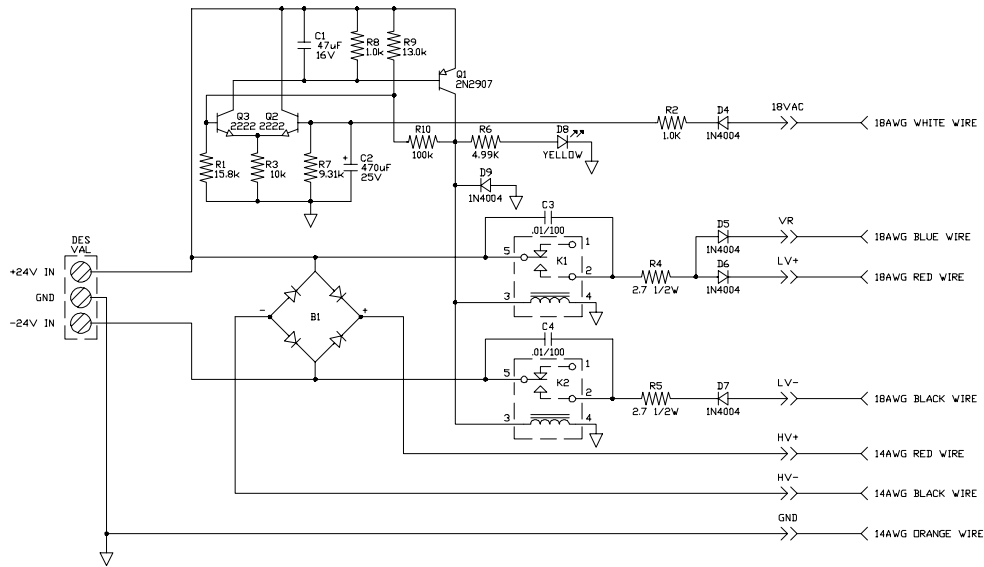 C1
47uF
16V
R8
1.0k
R9
13.0k
Q1
2N2907
Q3
2222
Q2
2222
R10
100k
R6
4.99K
D8
YELLOW
R2
1.0K
D4
1N4004
18VAC
18AWG WHITE WIRE
R1
15.8k
R3
10k
R7
9.31k
+
C2
470uF
25V
D9
1N4004
DES
VAL
+24V IN
GND
-24V IN
B1
-
+
C3
.01/100
5
1
K1
2
3
4
R4
2.7 1/2W
D5
1N4004
D6
1N4004
VR
18AWG BLUE WIRE
LV+
18AWG RED WIRE
C4
.01/100
5
1
K2
2
3
4
R5
2.7 1/2W
D7
1N4004
LV-
18AWG BLACK WIRE
HV+
14AWG RED WIRE
HV-
14AWG BLACK WIRE
GND
14AWG ORANGE WIRE